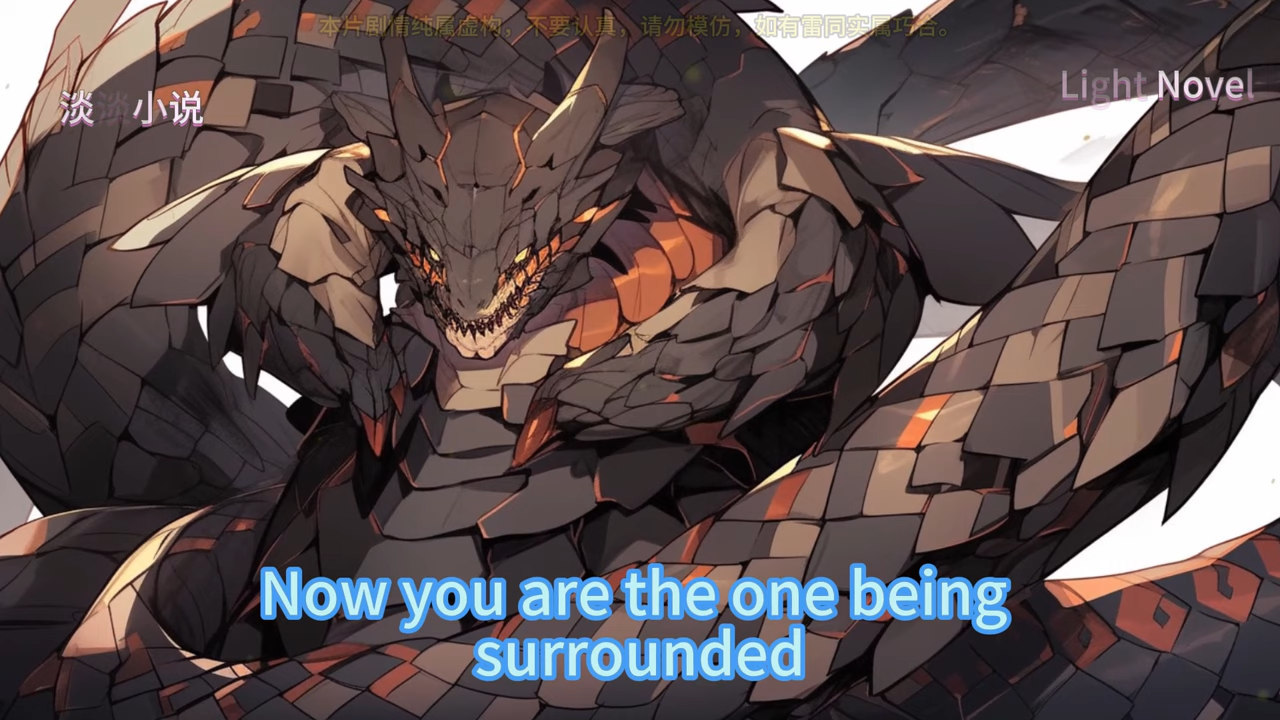 本片剧情纯属虚构，不要认真，请勿模仿，如有雷同实属巧合。
Light Novel
淡淡小说
Now you are the one being
surrounded